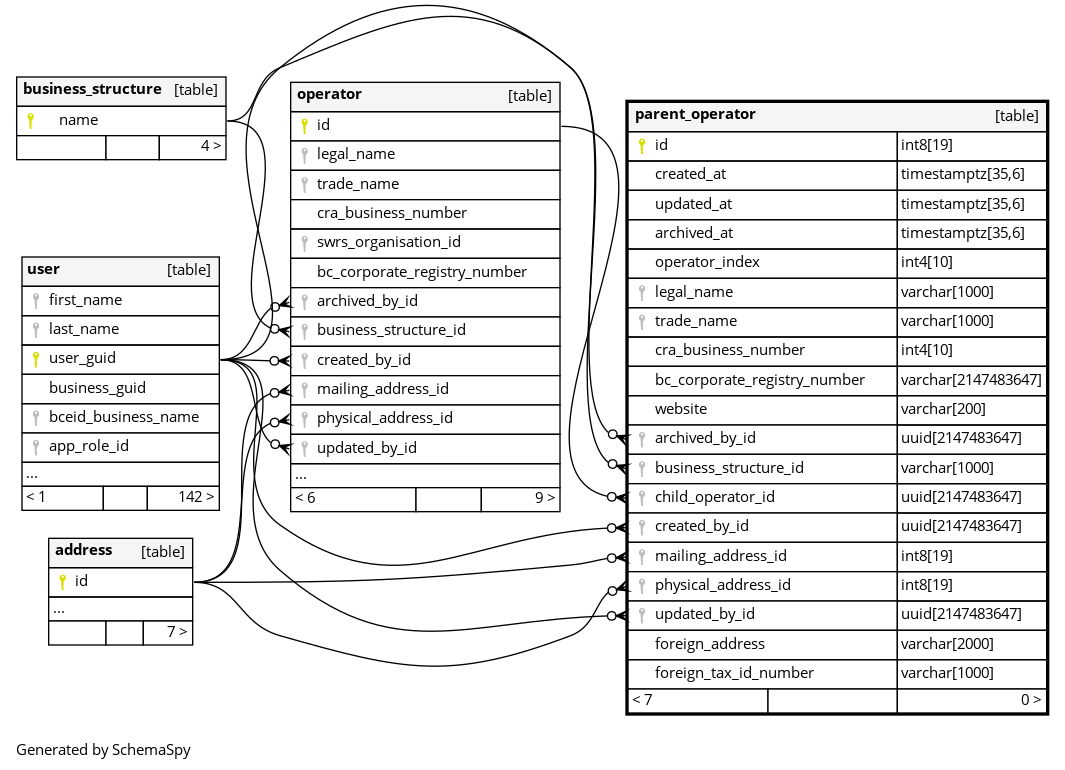 business_structure [table]
name
4 >
user [table]
first_name
last_name
user_guid
business_guid
bceid_business_name
app_role_id
...
< 1 142 >
address [table]
id
...
7 >
operator [table]
id
legal_name
trade_name
cra_business_number
swrs_organisation_id
bc_corporate_registry_number
archived_by_id
business_structure_id
created_by_id
mailing_address_id
physical_address_id
updated_by_id
...
< 6 9 >
parent_operator [table]
id int8[19]
created_at timestamptz[35,6]
updated_at timestamptz[35,6]
archived_at timestamptz[35,6]
operator_index int4[10]
legal_name varchar[1000]
trade_name varchar[1000]
cra_business_number int4[10]
bc_corporate_registry_number varchar[2147483647]
website varchar[200]
archived_by_id uuid[2147483647]
business_structure_id varchar[1000]
child_operator_id uuid[2147483647]
created_by_id uuid[2147483647]
mailing_address_id int8[19]
physical_address_id int8[19]
updated_by_id uuid[2147483647]
foreign_address varchar[2000]
foreign_tax_id_number varchar[1000]
< 7 0 >
Generated by SchemaSpy